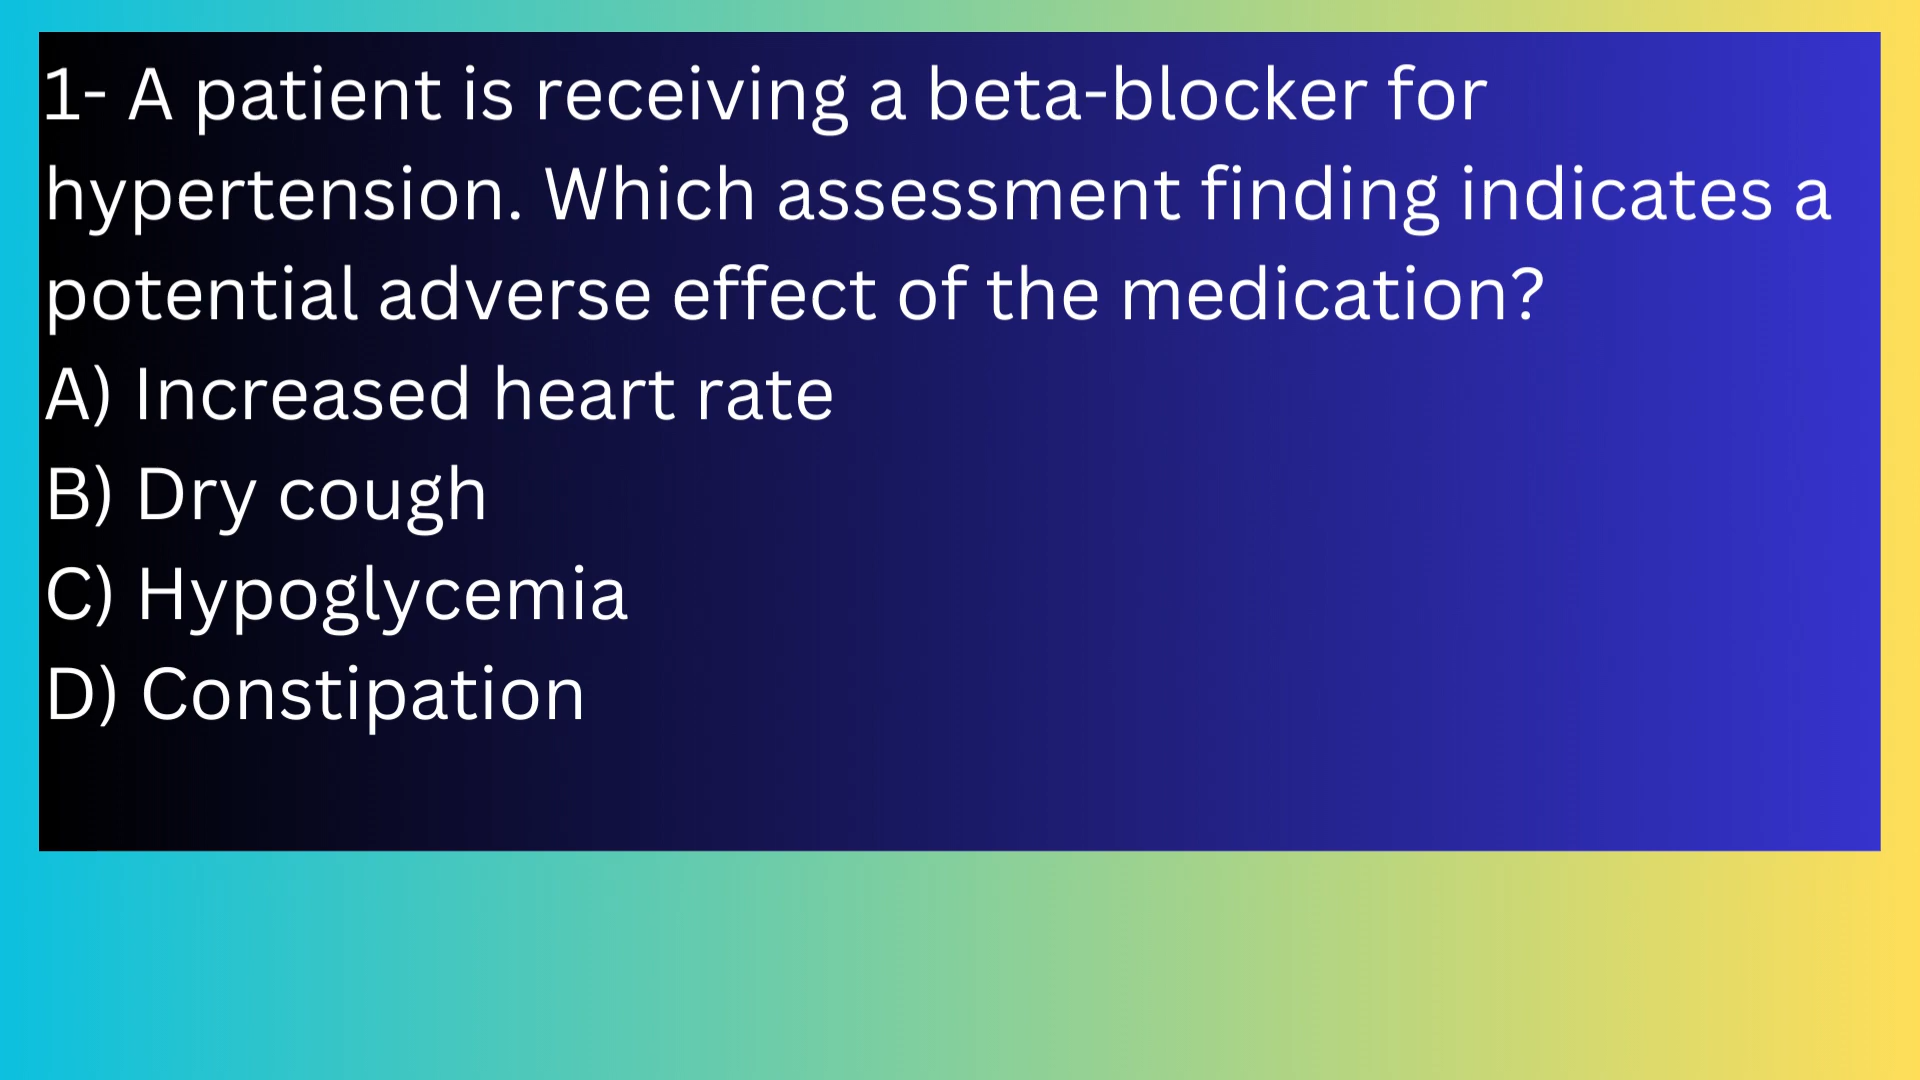 1- A patient is receiving a beta-blocker for
hypertension. Which assessment finding indicates a
potential adverse effect of the medication?
A) Increased heart rate
B) Dry cough
C) Hypoglycemia
D) Constipation